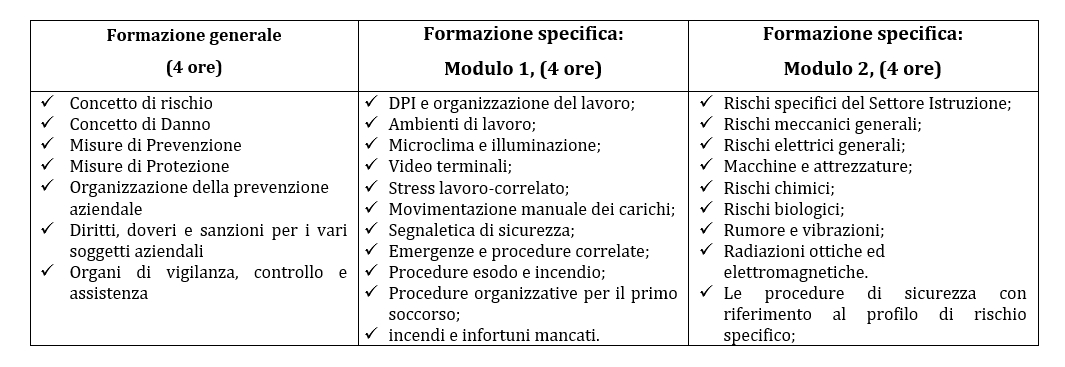 Formazione generale
(4 ore)
Formazione specifica:
Modulo 1, (4 ore)
Formazione specifica:
Modulo 2, (4 ore)
✓ Concetto di rischio
✓ Concetto di Danno
✓ Misure di Prevenzione
✓ Misure di Protezione
✓ Organizzazione della prevenzione
aziendale
✓ Diritti, doveri e sanzioni per i vari
soggetti aziendali
✓ Organi di vigilanza, controllo e
assistenza
✓ DPI e organizzazione del lavoro;
✓ Ambienti di lavoro;
✓ Microclima e illuminazione;
✓ Video terminali;
✓ Stress lavoro-correlato;
✓ Movimentazione manuale dei carichi;
✓ Segnaletica di sicurezza;
✓ Emergenze e procedure correlate;
✓ Procedure esodo e incendio;
✓ Procedure organizzative per il primo
soccorso;
✓ incendi e infortuni mancati.
✓ Rischi specifici del Settore Istruzione;
✓ Rischi meccanici generali;
✓ Rischi elettrici generali;
✓ Macchine e attrezzature;
✓ Rischi chimici;
✓ Rischi biologici;
✓ Rumore e vibrazioni;
✓ Radiazioni ottiche ed
elettromagnetiche.
✓ Le procedure di sicurezza con
riferimento al profilo di rischio
specifico;